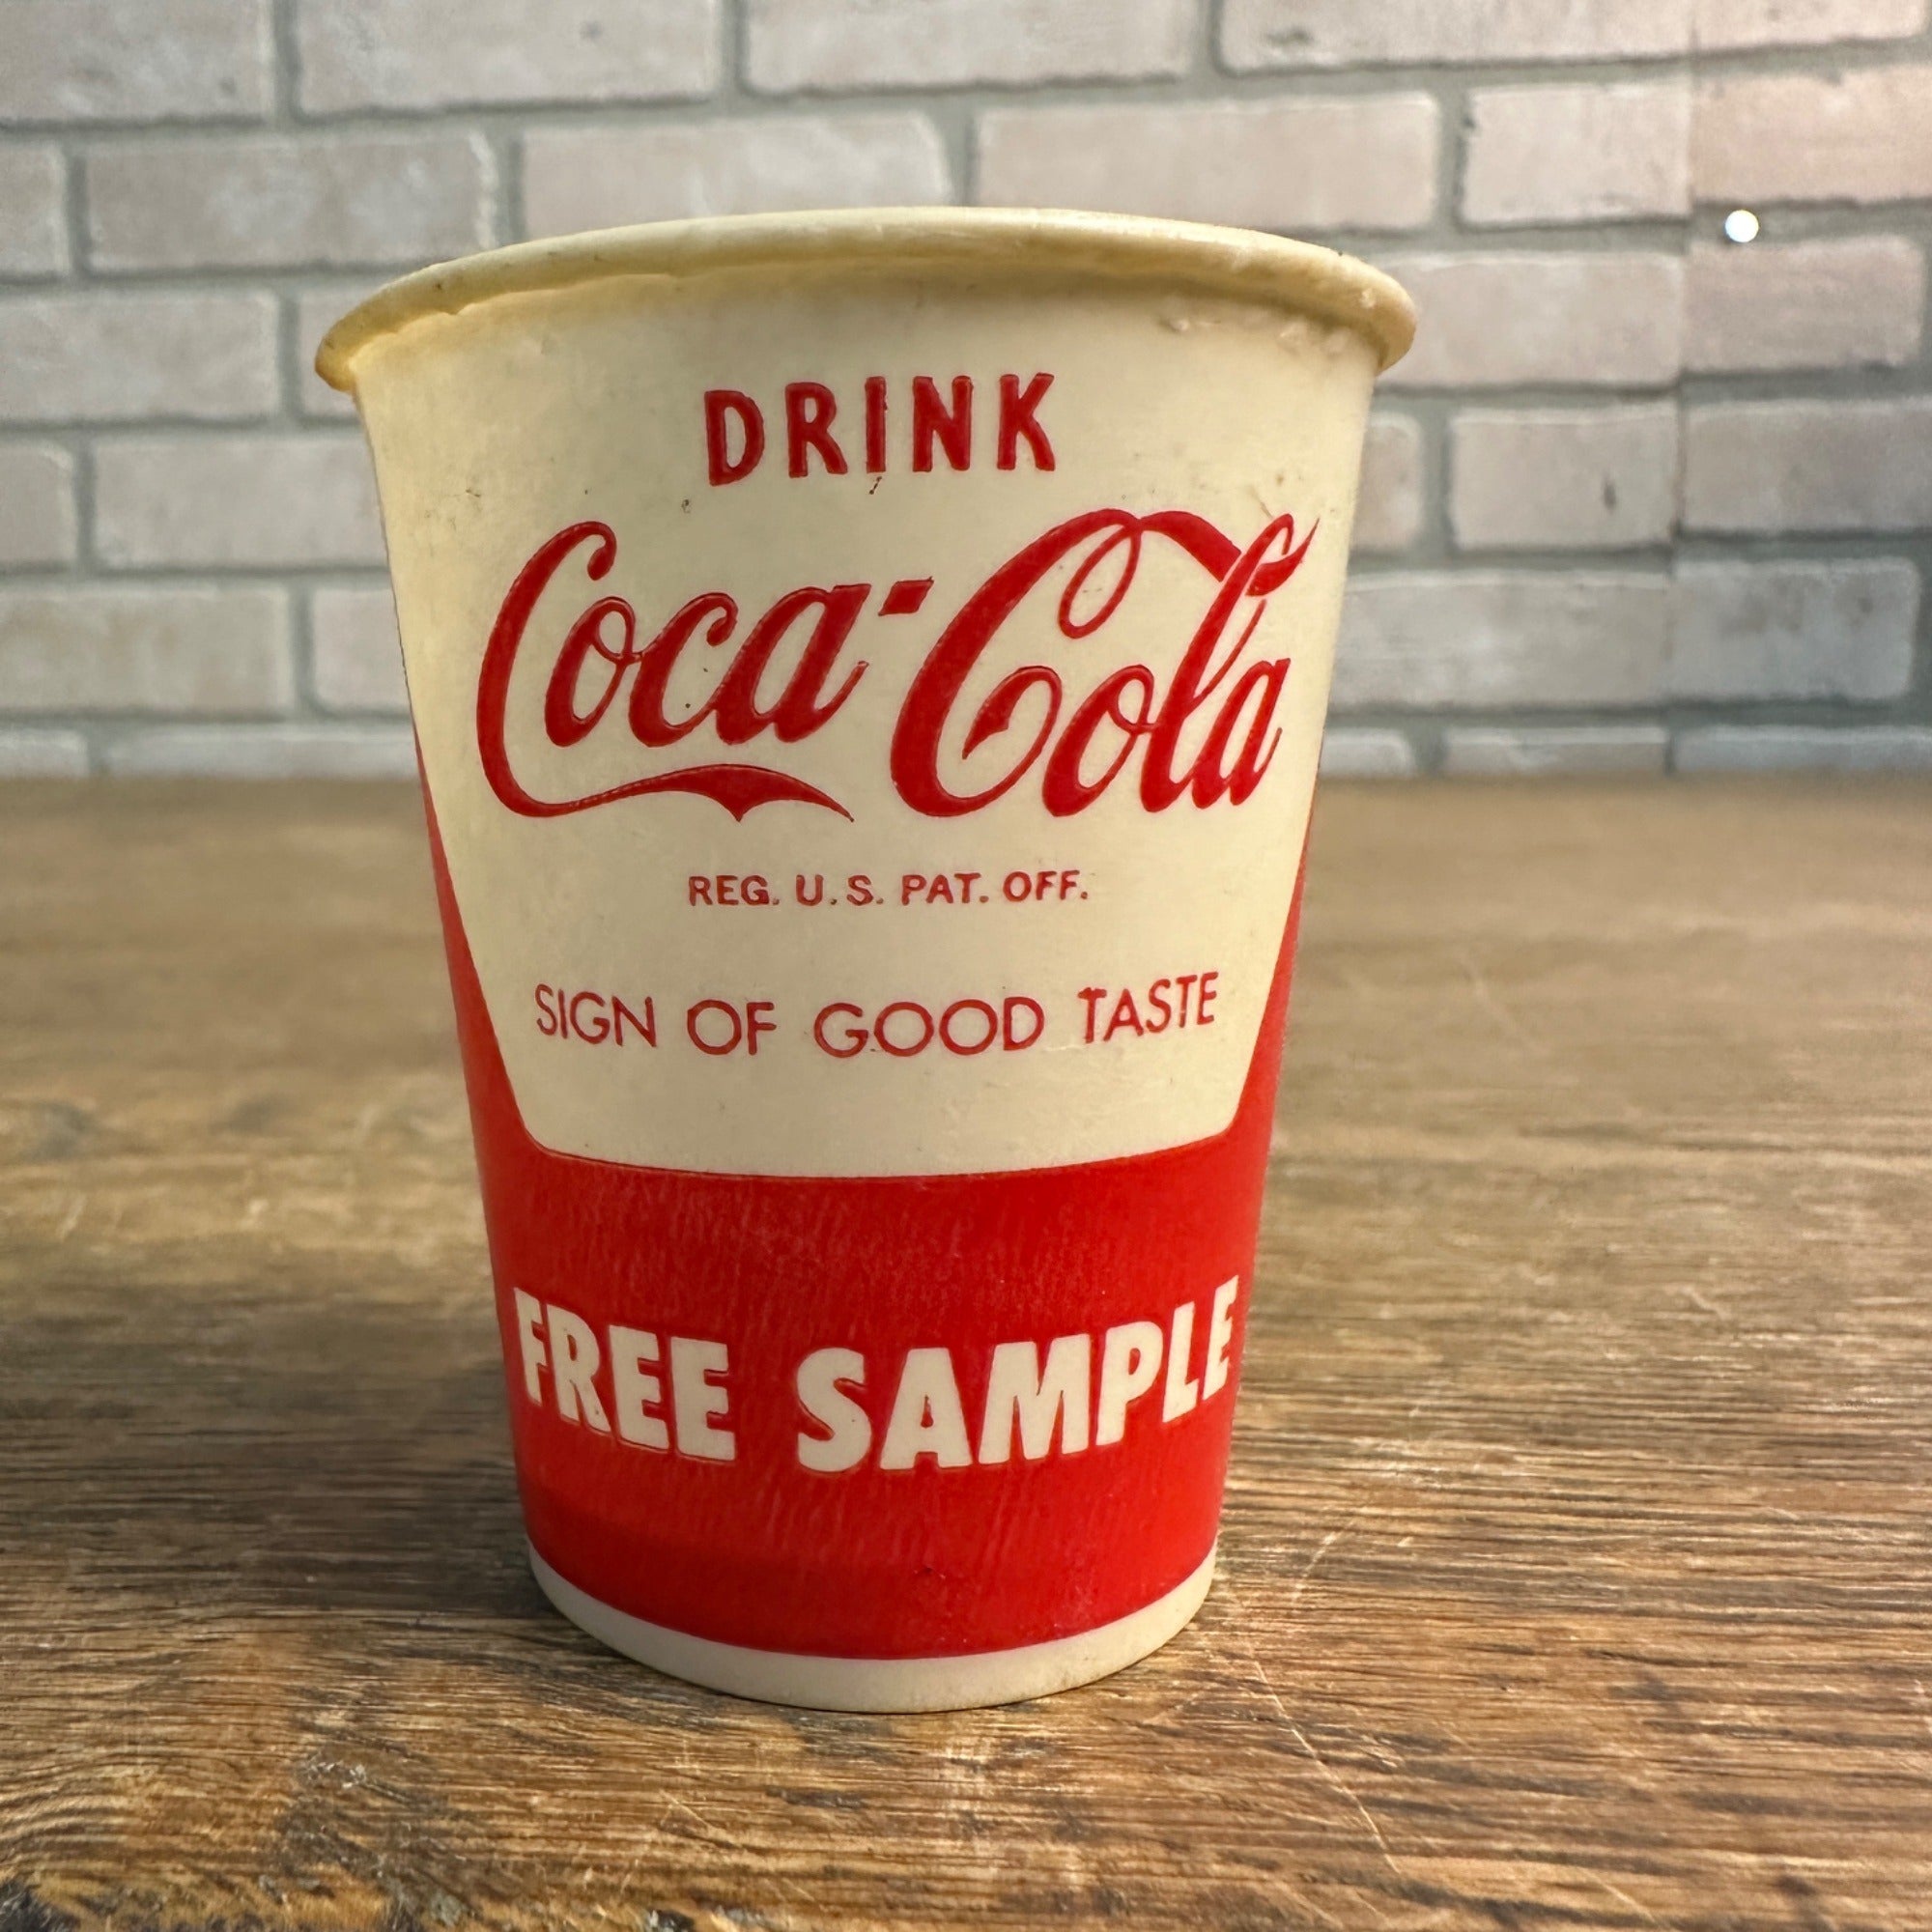 DRINK
Coca-Cola
REG. U.S. PAT. OFF.
SIGN OF GOOD TASTE
FREE SAMPLE